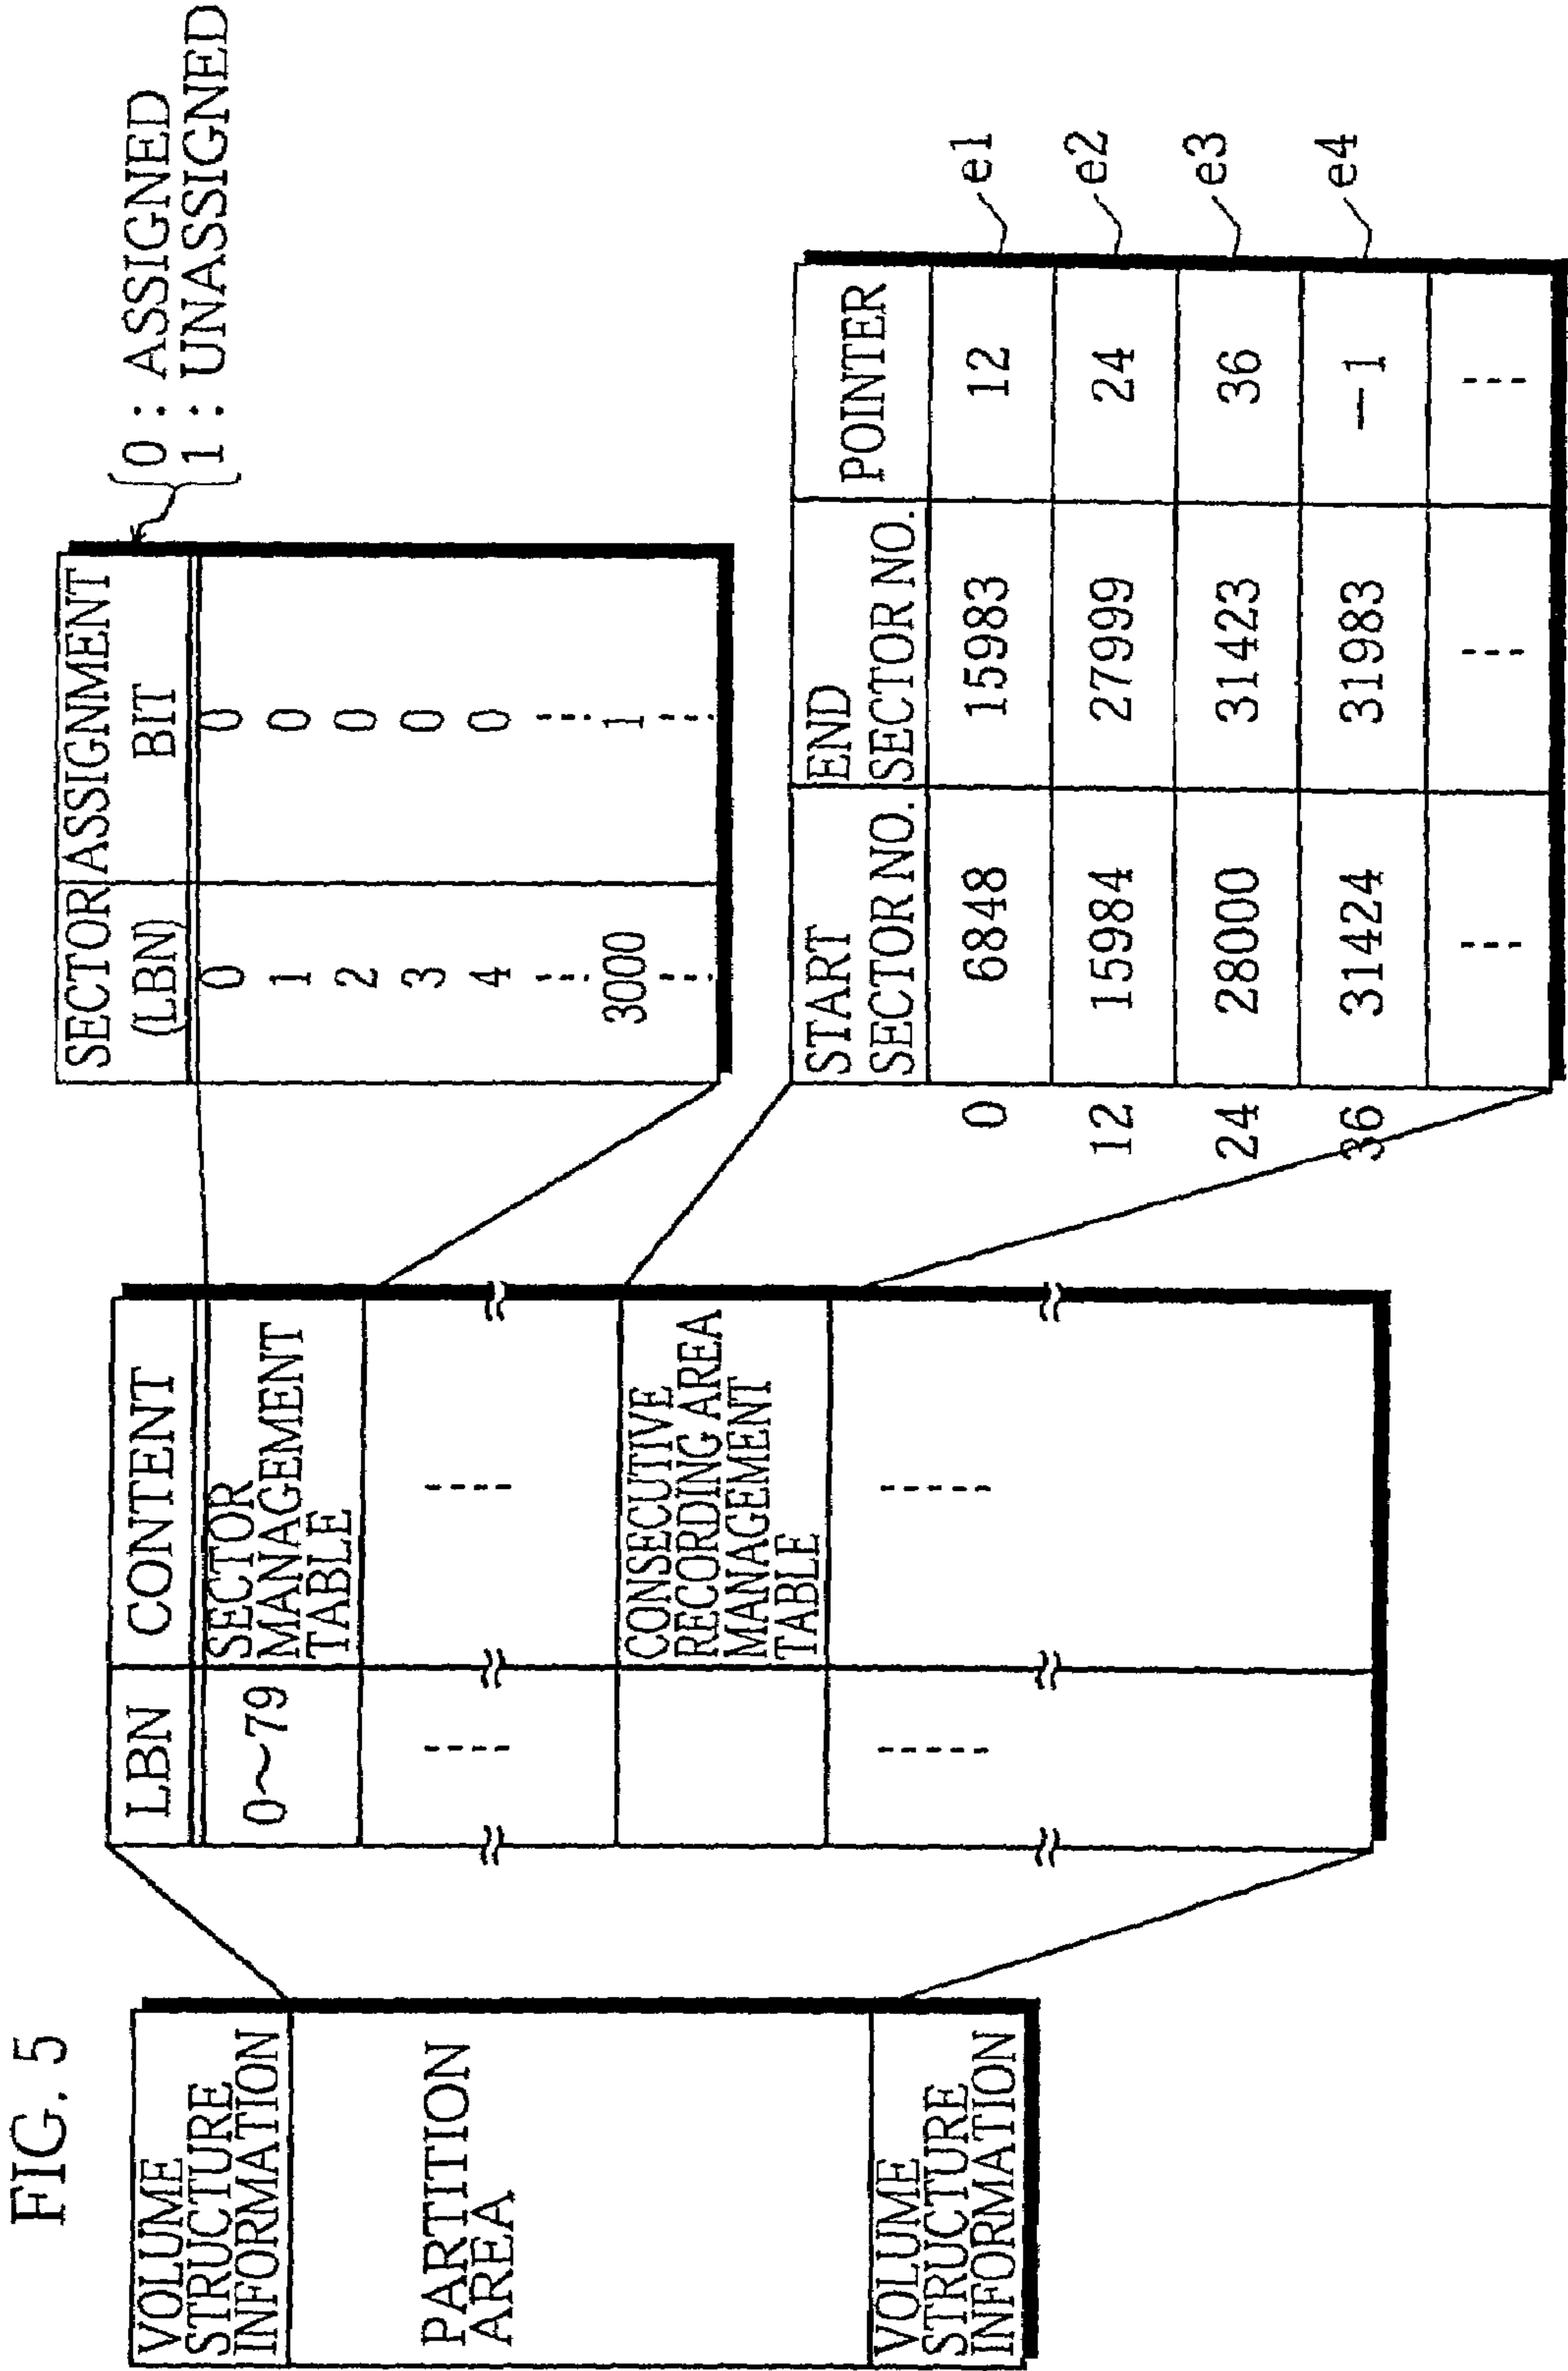 FIG. 5
VOLUME
STRUCTURE
INFORMATION
PARTITION
AREA
VOLUME
STRUCTURE
INFORMATION
LBN CONTENT
0~79 SECTOR
MANAGEMENT
TABLE
---- ----
CONSECUTIVE
RECORDING AREA
MANAGEMENT
TABLE
----- -----
SECTOR ASSIGNMENT
(LBN) BIT
0 0
1 0
2 0
3 0
4 0
--- ---
3000 1
--- ---
0 : ASSIGNED
1 : UNASSIGNED
START END POINTER
SECTOR NO. SECTOR NO.
0 6848 15983 12 e1
12 15984 27999 24 e2
24 28000 31423 36 e3
36 31424 31983 −1 e4
--- --- ---